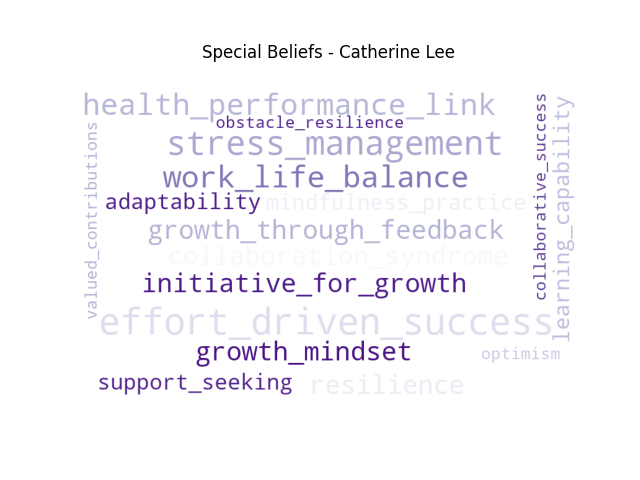 Special Beliefs - Catherine Lee
health_performance_link
obstacle_resilience
stress_management
work_life_balance
adaptability
mindfulness_practice
growth_through_feedback
collaboration_syndrome
initiative_for_growth
effort_driven_success
growth_mindset
optimism
support_seeking
resilience
valued_contributions
collaborative_success
learning_capability